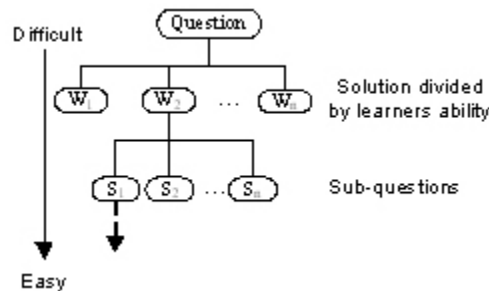 Difficult
Question
W1 W2 ... Wn
Solution divided
by learners ability
S1 S2 ... Sn
Sub-questions
Easy